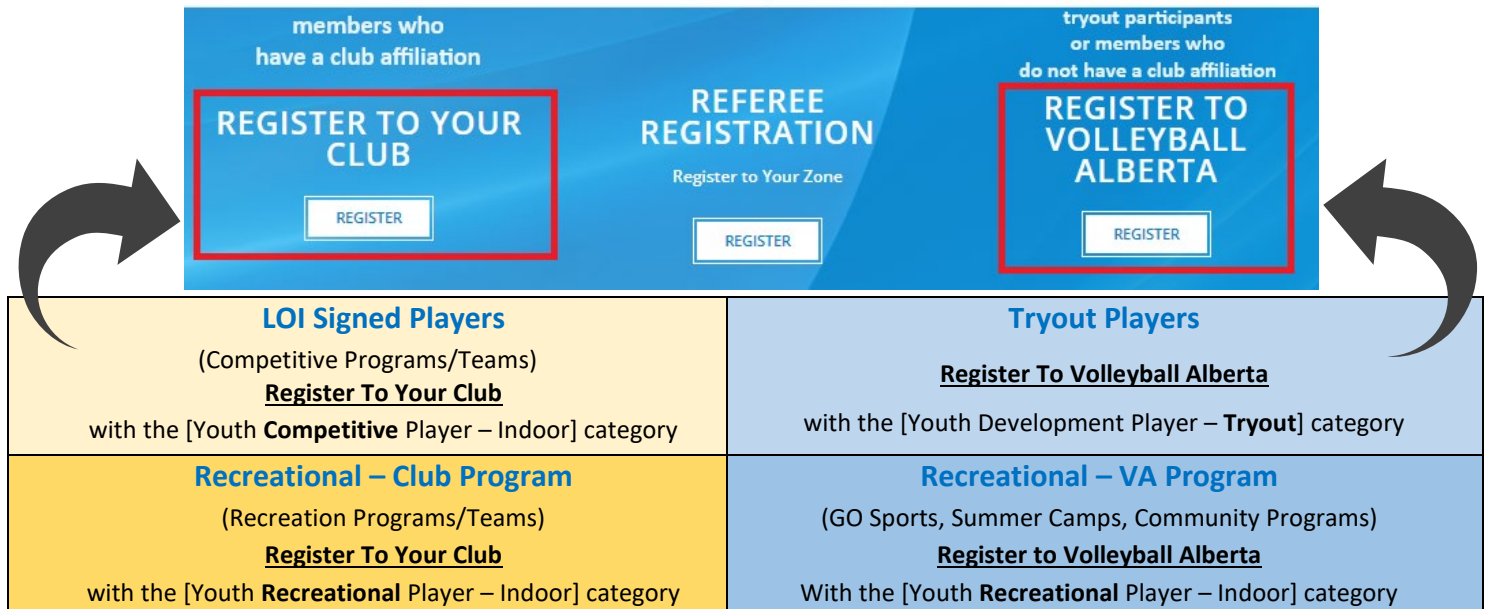 members who
have a club affiliation
REGISTER TO YOUR
CLUB
REGISTER
REFEREE
REGISTRATION
Register to Your Zone
REGISTER
tryout participants
or members who
do not have a club affiliation
REGISTER TO
VOLLEYBALL
ALBERTA
REGISTER
LOI Signed Players
(Competitive Programs/Teams)
Register To Your Club
with the [Youth Competitive Player – Indoor] category
Tryout Players
Register To Volleyball Alberta
with the [Youth Development Player – Tryout] category
Recreational – Club Program
(Recreation Programs/Teams)
Register To Your Club
with the [Youth Recreational Player – Indoor] category
Recreational – VA Program
(GO Sports, Summer Camps, Community Programs)
Register to Volleyball Alberta
With the [Youth Recreational Player – Indoor] category